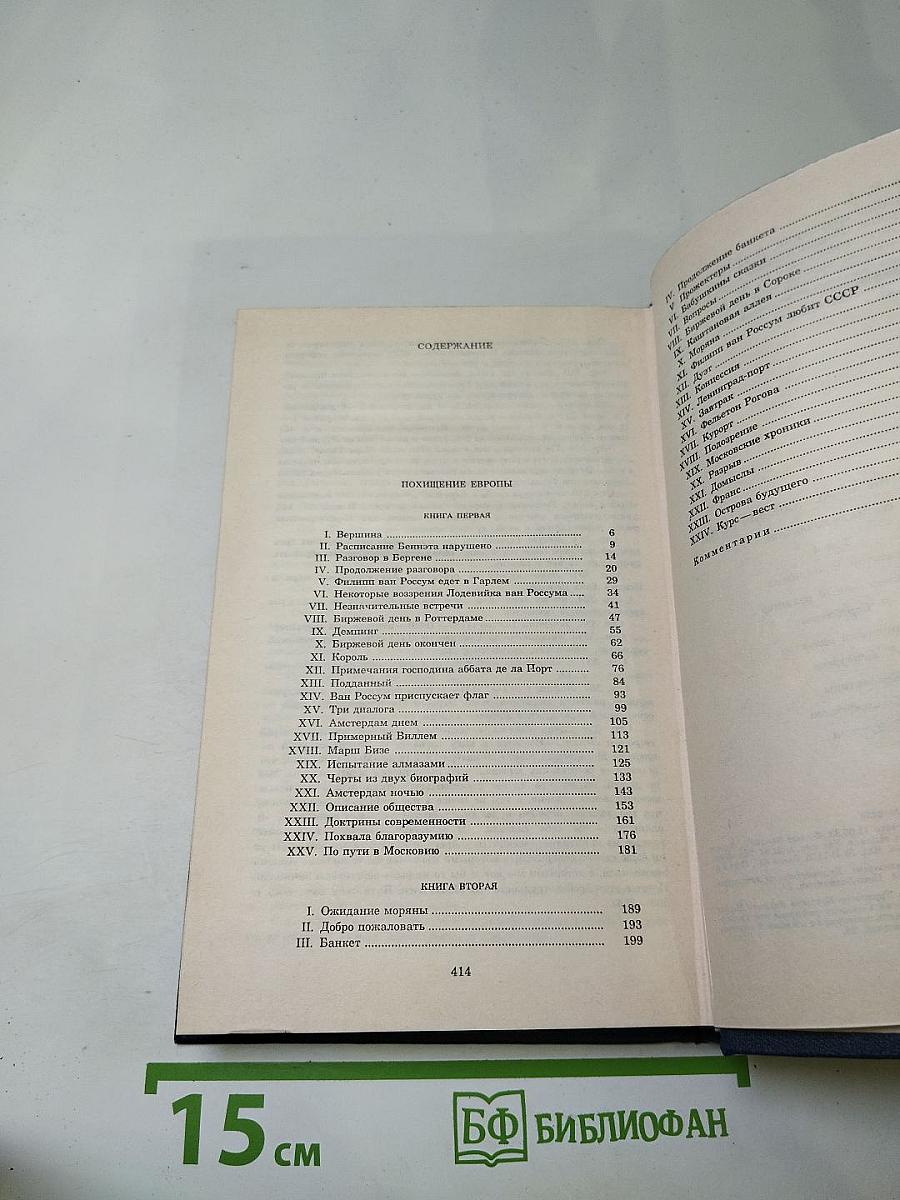 СОДЕРЖАНИЕ
ПОХИЩЕНИЕ ЕВРОПЫ
КНИГА ПЕРВАЯ
I. Вершина ........ 6
II. Расписание Беннэта нарушено ........ 9
III. Разговор в Бергене ........ 14
IV. Продолжение разговора ........ 20
V. Филипп ван Россум едет в Гарлем ........ 29
VI. Некоторые воззрения Лодевийка ван Россума ..... 34
VII. Незначительные встречи ........ 41
VIII. Биржевой день в Роттердаме ........ 47
IX. Демпинг ........ 55
X. Биржевой день окончен ........ 62
XI. Король ........ 66
XII. Примечания господина аббата де ла Порт ........ 76
XIII. Подданный ........ 84
XIV. Ван Россум приспускает флаг ........ 93
XV. Три диалога ........ 99
XVI. Амстердам днем ........ 105
XVII. Примерный Виллем ........ 113
XVIII. Марш Бизе ........ 121
XIX. Испытание алмазами ........ 125
XX. Черты из двух биографий ........ 133
XXI. Амстердам ночью ........ 143
XXII. Описание общества ........ 153
XXIII. Доктрины современности ........ 161
XXIV. Похвала благоразумию ........ 176
XXV. По пути в Московию ........ 181
КНИГА ВТОРАЯ
I. Ожидание моряны ........ 189
II. Добро пожаловать ........ 193
III. Банкет ........ 199
414
IV. Продолжение банкета ........
V. Прожектеры ........
VI. Бабушкины сказки ........
VII. Вопросы ........
VIII. Биржевой день в Сороке ........
IX. Каштановая аллея ........
X. Моряна ........
XI. Филипп ван Россум любит СССР ........
XII. Дуэт ........
XIII. Концессия ........
XIV. Ленинград-порт ........
XV. Завтрак ........
XVI. Фельетон Рогова ........
XVII. Курорт ........
XVIII. Подозрение ........
XIX. Московские хроники ........
XX. Разрыв ........
XXI. Домыслы ........
XXII. Франс ........
XXIII. Острова будущего ........
XXIV. Курс — вест ........
Комментарии ........
15 см
БФ БИБЛИОФАН